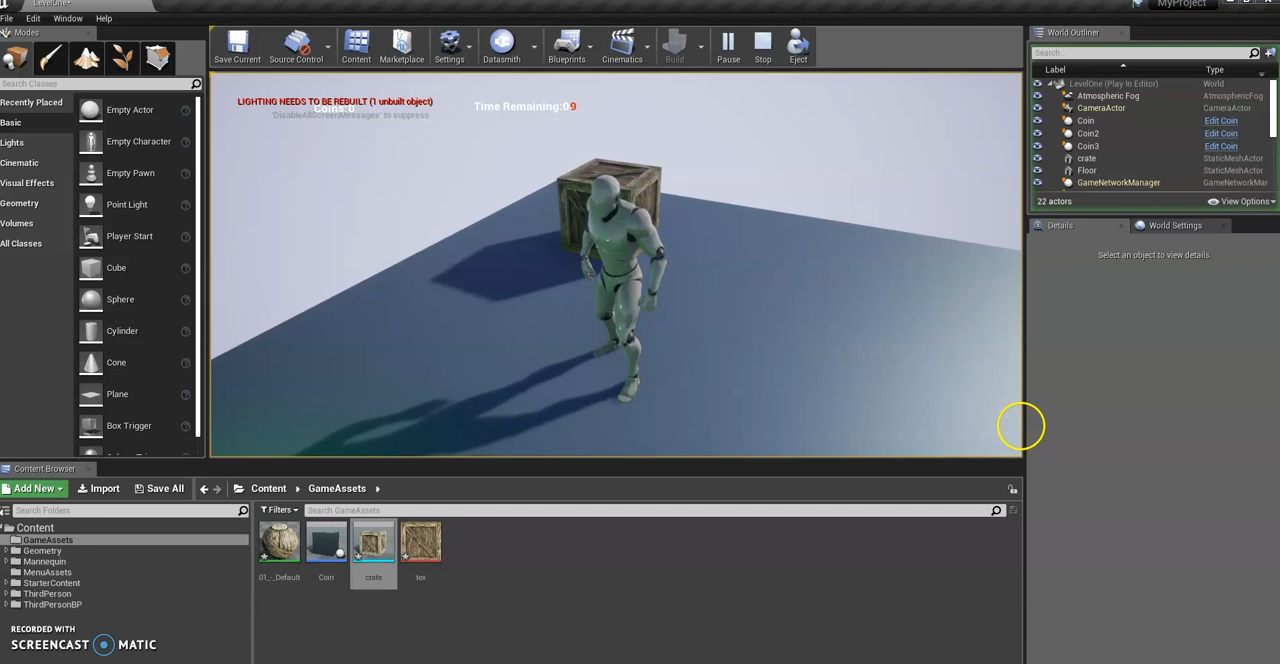 LevelOne*
MyProject
File Edit Window Help
Modes
Search Classes
Recently Placed
Basic
Lights
Cinematic
Visual Effects
Geometry
Volumes
All Classes
Empty Actor
Empty Character
Empty Pawn
Point Light
Player Start
Cube
Sphere
Cylinder
Cone
Plane
Box Trigger
Save Current Source Control Content Marketplace Settings Datasmith Blueprints Cinematics Build Pause Stop Eject
LIGHTING NEEDS TO BE REBUILT (1 unbuilt object)
Coins:0
'DisableAllScreenMessages' to suppress
Time Remaining:09
World Outliner
Search...
Label Type
LevelOne (Play In Editor) World
Atmospheric Fog AtmosphericFog
CameraActor CameraActor
Coin Edit Coin
Coin2 Edit Coin
Coin3 Edit Coin
crate StaticMeshActor
Floor StaticMeshActor
GameNetworkManager GameNetworkMar
22 actors View Options
Details World Settings
Select an object to view details.
Content Browser
Add New Import Save All Content GameAssets
Search Folders
Filters Search GameAssets
Content
GameAssets
Geometry
Mannequin
MenuAssets
StarterContent
ThirdPerson
ThirdPersonBP
01_-_Default Coin crate tex
RECORDED WITH
SCREENCAST MATIC